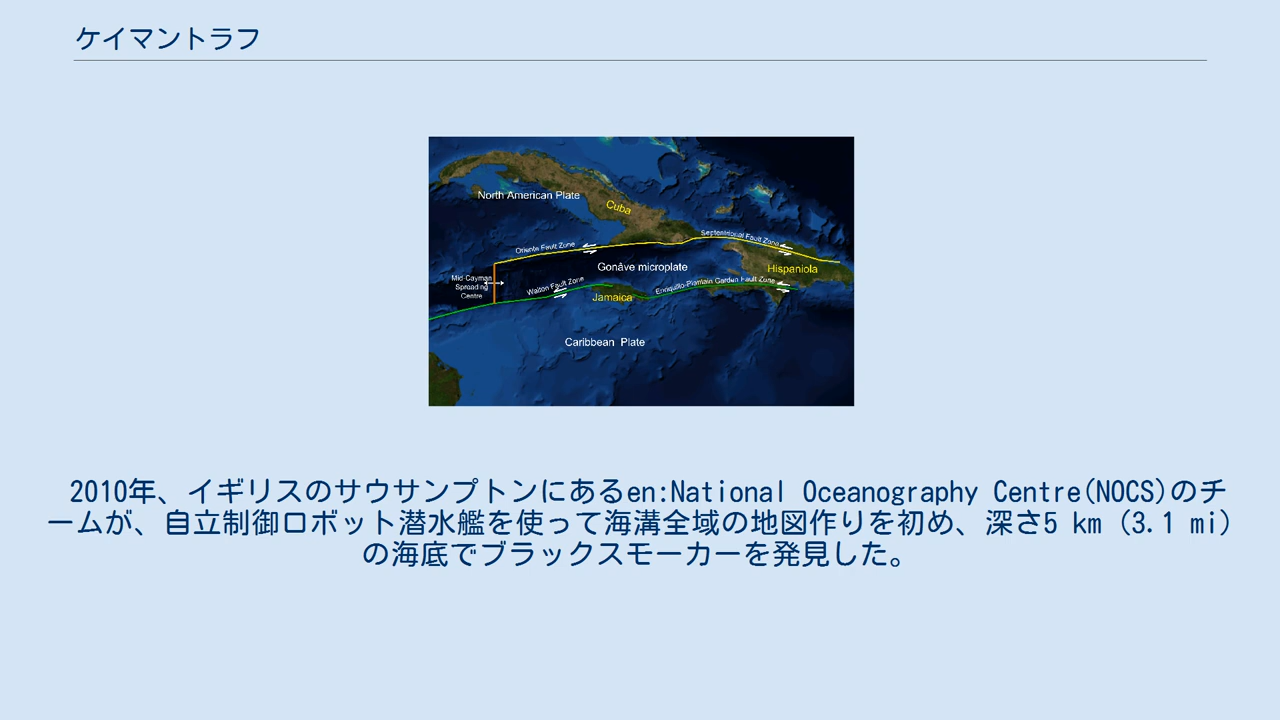 ケイマントラフ
North American Plate
Cuba
Septentrional Fault Zone
Oriente Fault Zone
Gonâve microplate
Hispaniola
Mid-Cayman
Spreading
Centre
Walton Fault Zone
Enriquillo-Plantain Garden Fault Zone
Jamaica
Caribbean Plate
2010年、イギリスのサウサンプトンにあるen:National Oceanography Centre(NOCS)のチ
ームが、自立制御ロボット潜水艦を使って海溝全域の地図作りを初め、深さ5 km (3.1 mi)
の海底でブラックスモーカーを発見した。